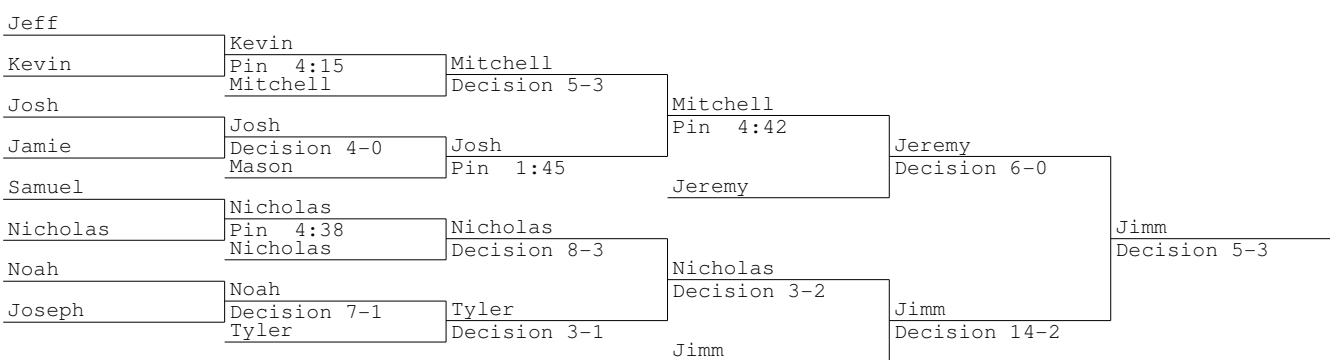 Jeff
Kevin
Kevin
Pin 4:15
Mitchell
Mitchell
Decision 5-3
Josh
Jamie
Josh
Decision 4-0
Mason
Josh
Pin 1:45
Mitchell
Pin 4:42
Jeremy
Jeremy
Decision 6-0
Samuel
Nicholas
Nicholas
Pin 4:38
Nicholas
Nicholas
Decision 8-3
Noah
Joseph
Noah
Decision 7-1
Tyler
Tyler
Decision 3-1
Nicholas
Decision 3-2
Jimm
Jimm
Decision 14-2
Jimm
Decision 5-3